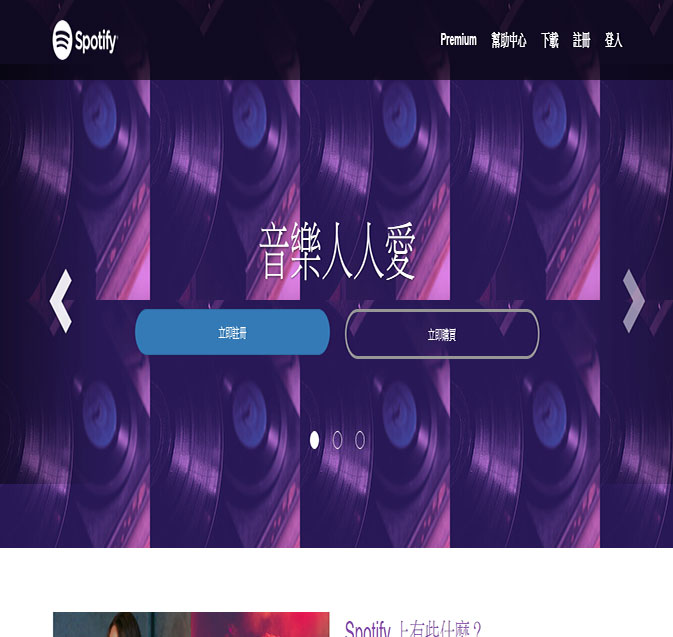 Spotify
Premium 幫助中心 下載 註冊 登入
音樂人人愛
立即註冊
立即購買
Spotify 上有些什麼？